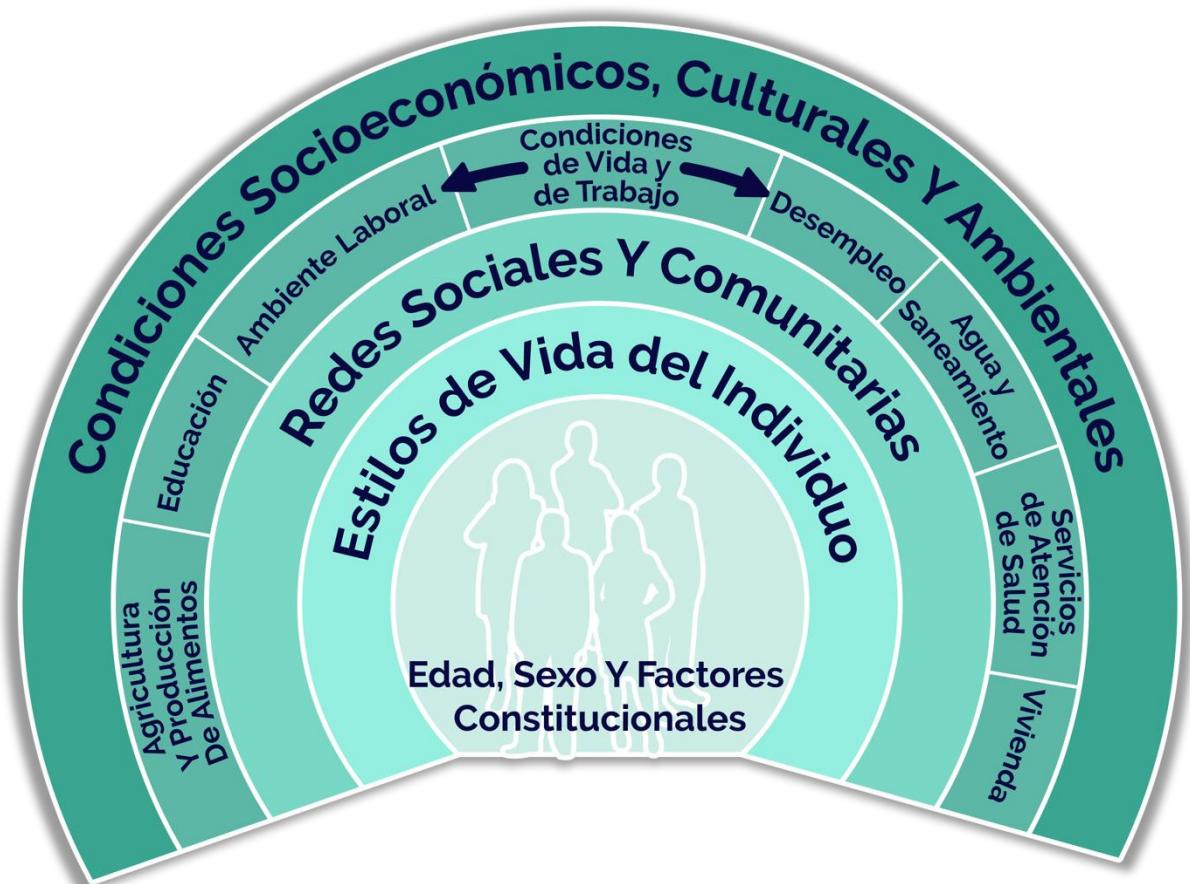 Condiciones Socioeconómicos, Culturales Y Ambientales
Condiciones
de Vida y
de Trabajo
Agricultura
Y Producción
De Alimentos
Educación
Ambiente Laboral
Desempleo
Agua y
Saneamiento
Servicios
de Atención
de Salud
Vivienda
Redes Sociales Y Comunitarias
Estilos de Vida del Individuo
Edad, Sexo Y Factores
Constitucionales